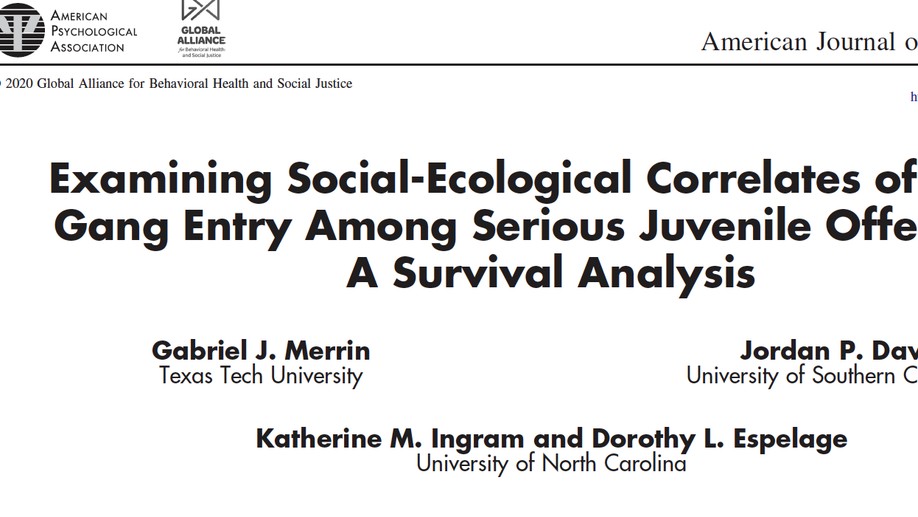 AMERICAN
PSYCHOLOGICAL
ASSOCIATION
GLOBAL
ALLIANCE
for Behavioral Health
and Social Justice
American Journal o
2020 Global Alliance for Behavioral Health and Social Justice
h
Examining Social-Ecological Correlates of
Gang Entry Among Serious Juvenile Offe
A Survival Analysis
Gabriel J. Merrin
Texas Tech University
Jordan P. Dav
University of Southern C
Katherine M. Ingram and Dorothy L. Espelage
University of North Carolina